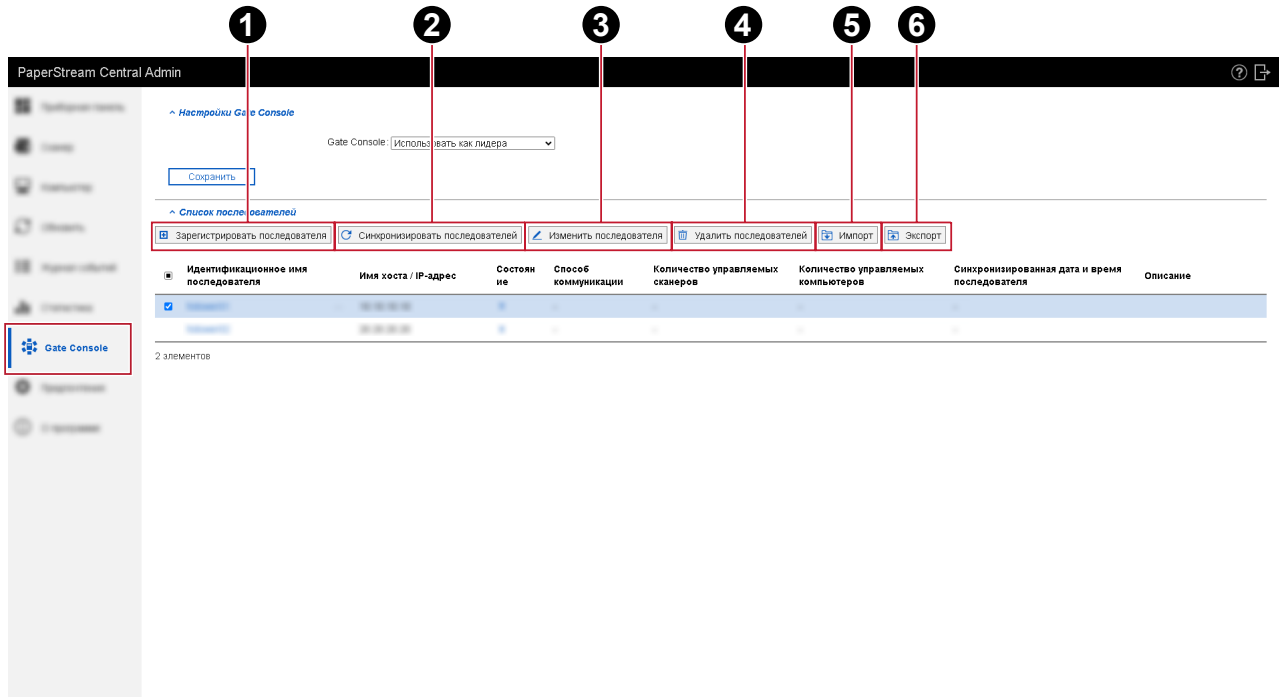 1 2 3 4 5 6
PaperStream Central Admin
Настройки Gate Console
Gate Console: Использовать как лидера
Сохранить
Список последователей
Зарегистрировать последователя Синхронизировать последователей Изменить последователя Удалить последователей Импорт Экспорт
Идентификационное имя последователя Имя хоста / IP-адрес Состояние Способ коммуникации Количество управляемых сканеров Количество управляемых компьютеров Синхронизированная дата и время последователя Описание
Gate Console
2 элементов